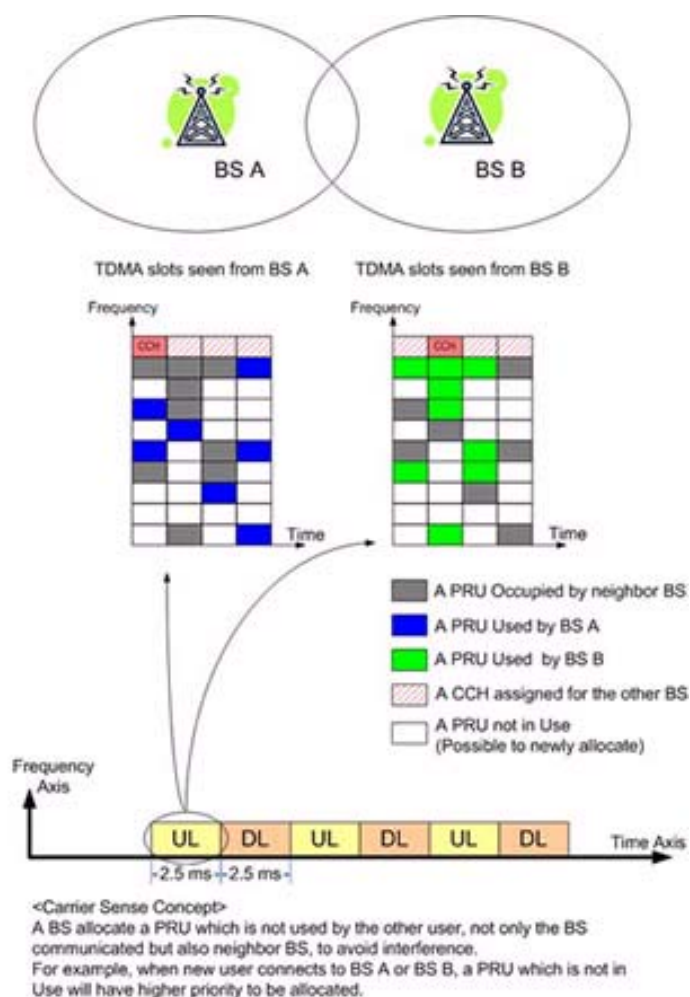 BS A
BS B
TDMA slots seen from BS A
TDMA slots seen from BS B
Frequency
Frequency
CCH
CCH
Time
Time
A PRU Occupied by neighbor BS
A PRU Used by BS A
A PRU Used by BS B
A CCH assigned for the other BS
A PRU not in Use
(Possible to newly allocate)
Frequency
Axis
UL
DL
UL
DL
UL
DL
Time Axis
2.5 ms
2.5 ms
<Carrier Sense Concept>
A BS allocate a PRU which is not used by the other user, not only the BS
communicated but also neighbor BS, to avoid interference.
For example, when new user connects to BS A or BS B, a PRU which is not in
Use will have higher priority to be allocated.